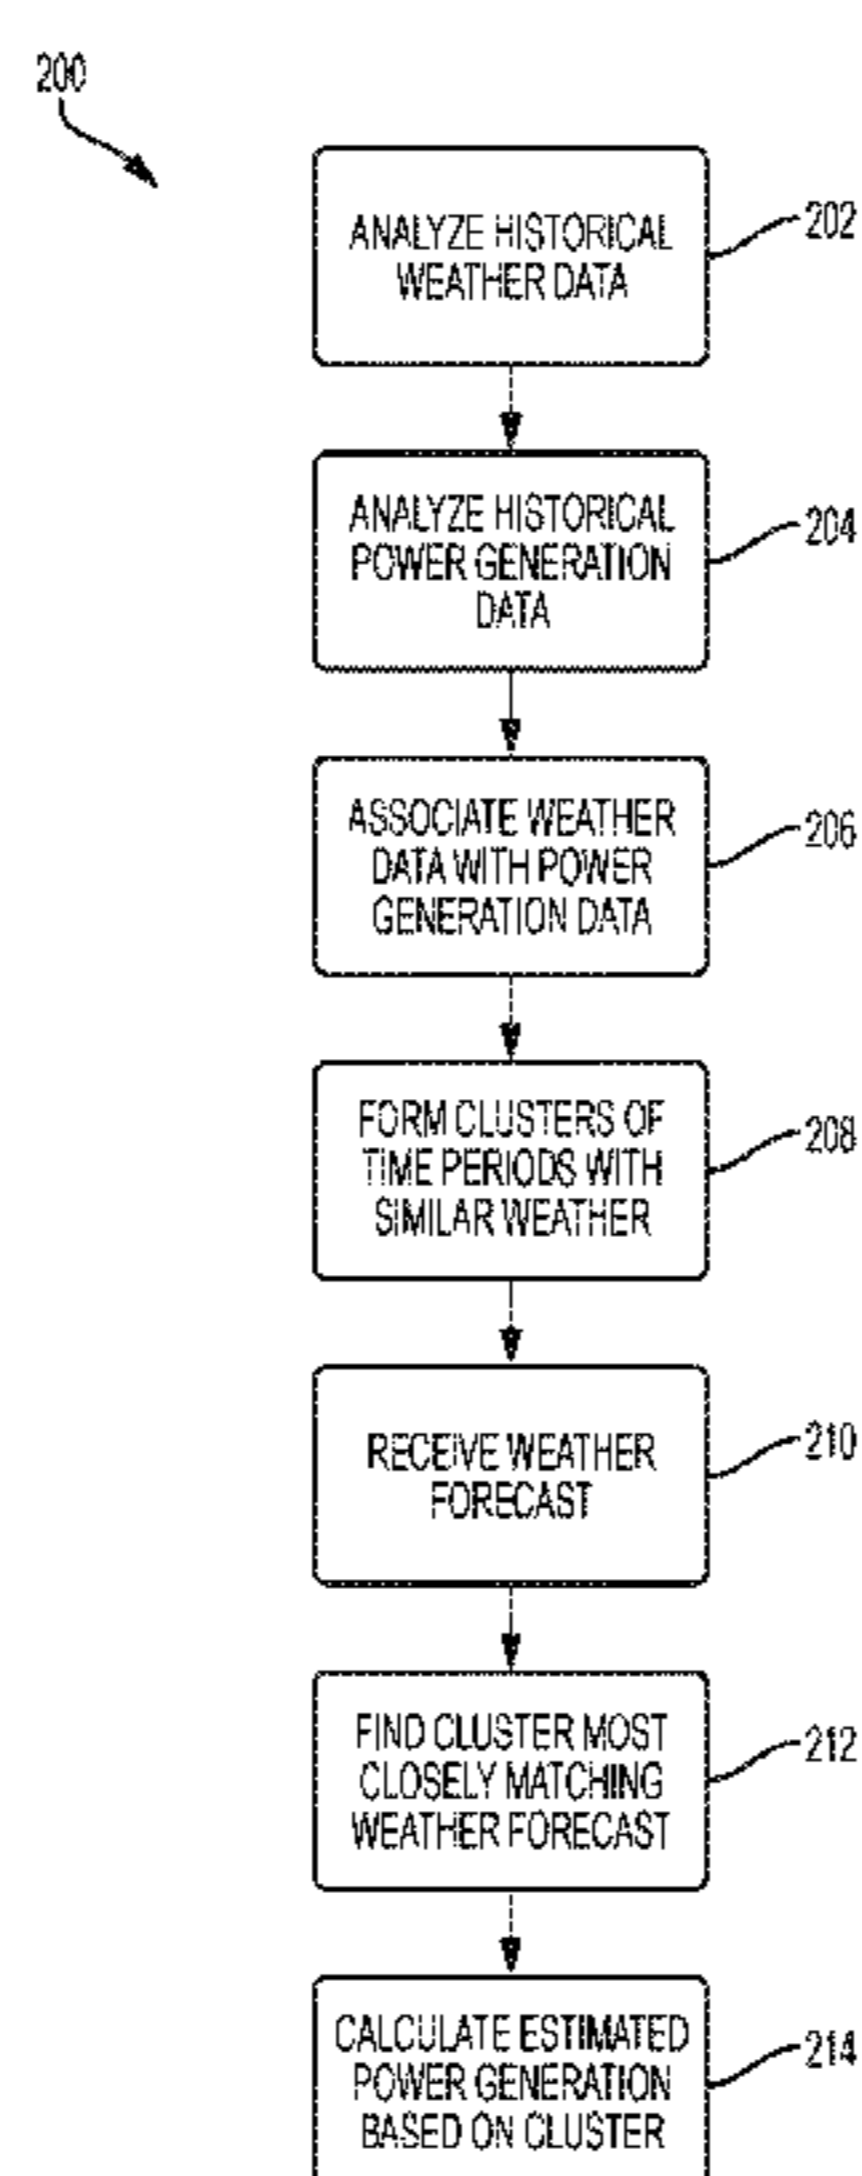 200
ANALYZE HISTORICAL
WEATHER DATA
202
ANALYZE HISTORICAL
POWER GENERATION
DATA
204
ASSOCIATE WEATHER
DATA WITH POWER
GENERATION DATA
206
FORM CLUSTERS OF
TIME PERIODS WITH
SIMILAR WEATHER
208
RECEIVE WEATHER
FORECAST
210
FIND CLUSTER MOST
CLOSELY MATCHING
WEATHER FORECAST
212
CALCULATE ESTIMATED
POWER GENERATION
BASED ON CLUSTER
214